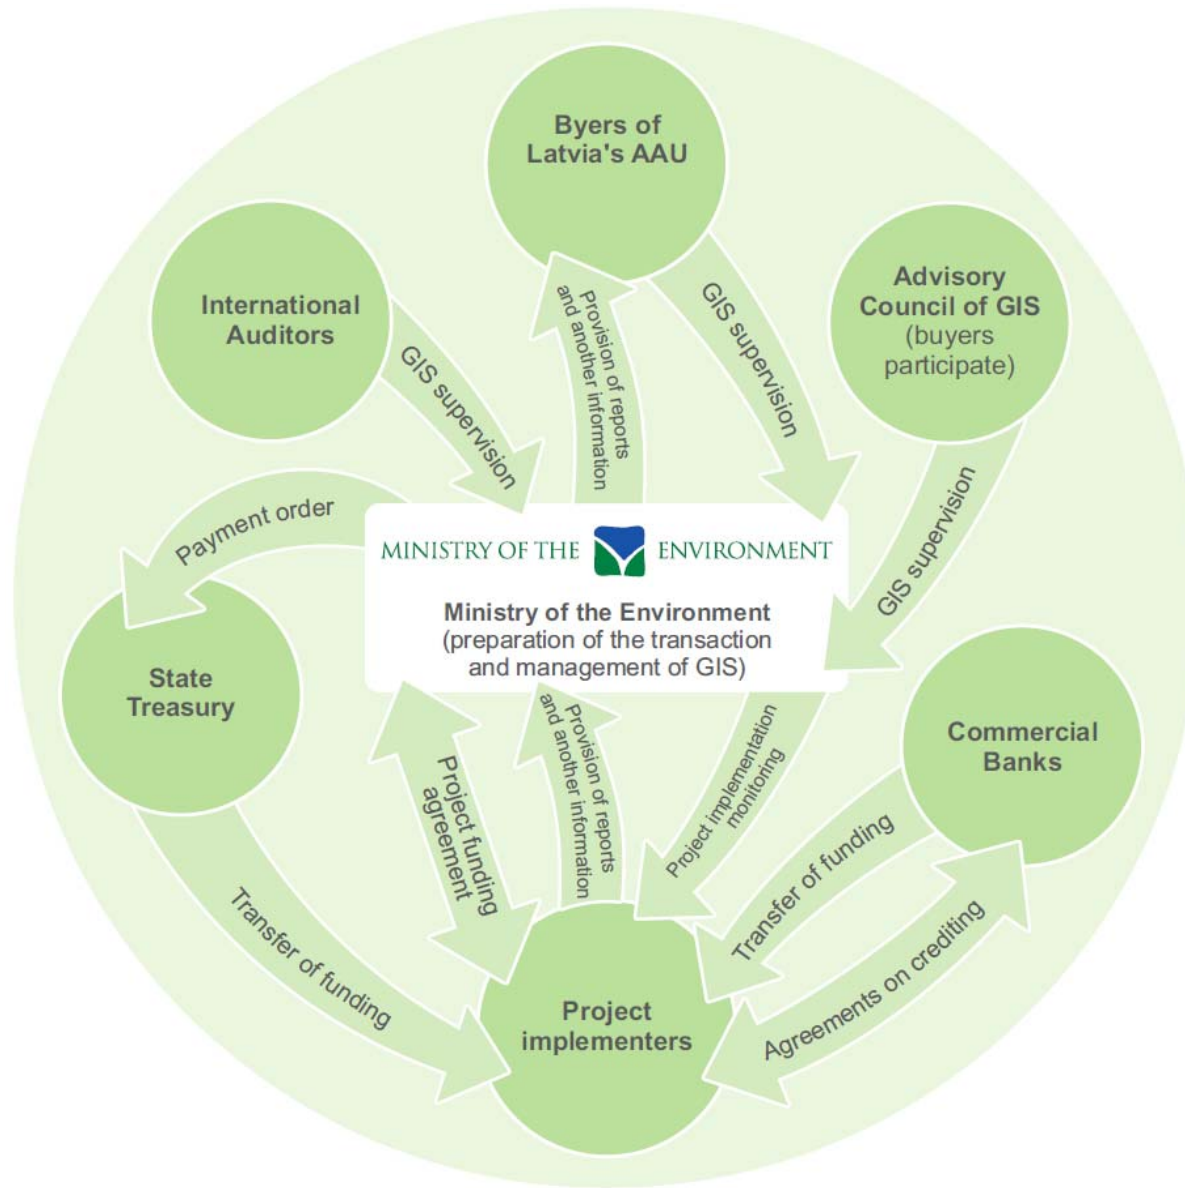 Byers of
Latvia's AAU
International
Auditors
Advisory
Council of GIS
(buyers
participate)
GIS supervision
Provision of reports
and another information
GIS supervision
GIS supervision
Payment order
MINISTRY OF THE ENVIRONMENT
Ministry of the Environment
(preparation of the transaction
and management of GIS)
State
Treasury
Commercial
Banks
Project funding
agreement
Provision of reports
and another information
Project implementation
monitoring
Transfer of funding
Transfer of funding
Agreements on crediting
Project
implementers